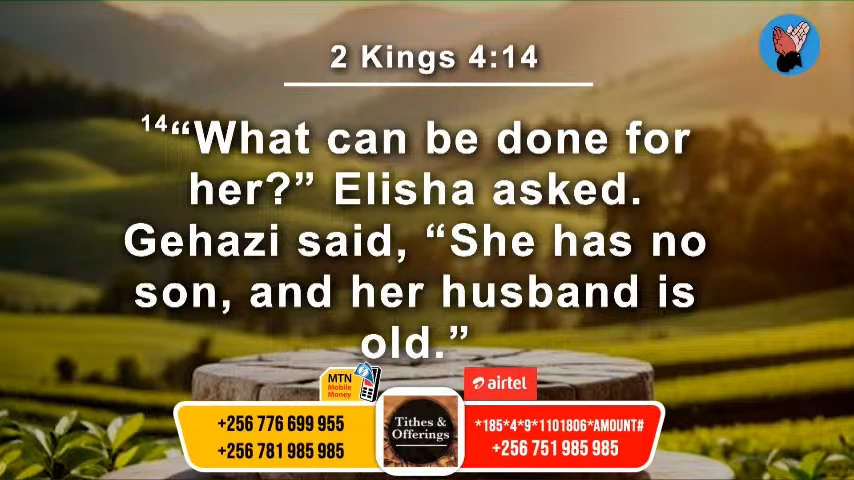 2 Kings 4:14
14“What can be done for
her?” Elisha asked.
Gehazi said, “She has no
son, and her husband is
old.”
MTN
Mobile
Money
airtel
+256 776 699 955
+256 781 985 985
Tithes &
Offerings
*185*4*9*1101806*AMOUNT#
+256 751 985 985